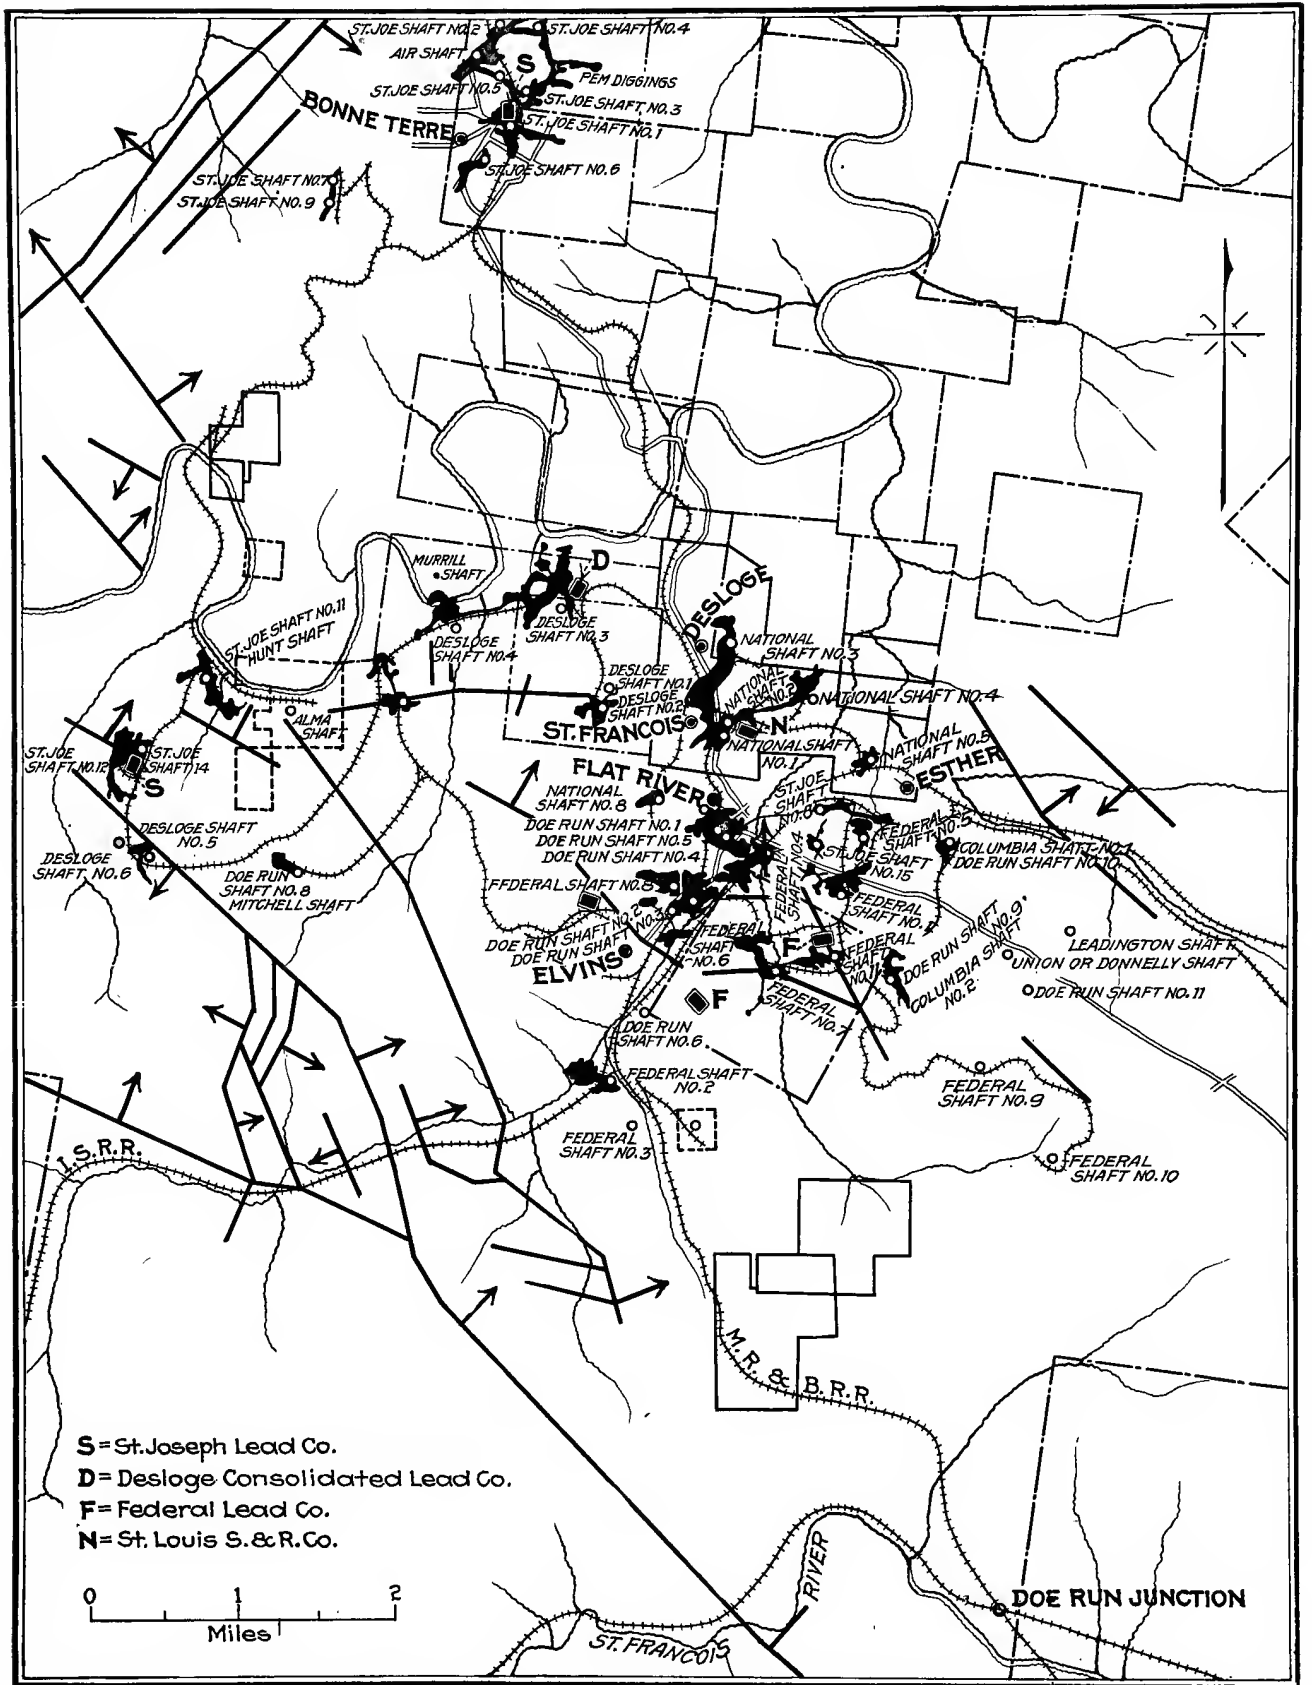 ST. JOE SHAFT NO. 2
ST. JOE SHAFT NO. 4
AIR SHAFT
S
PEM DIGGINGS
ST. JOE SHAFT NO. 5
ST. JOE SHAFT NO. 3
BONNE TERRE
ST. JOE SHAFT NO. 1
ST. JOE SHAFT NO. 6
ST. JOE SHAFT NO. 7
ST. JOE SHAFT NO. 9
MURRILL
SHAFT
D
DESLOGE
ST. JOE SHAFT NO. 11
HUNT SHAFT
DESLOGE
SHAFT NO. 3
DESLOGE
SHAFT NO. 4
NATIONAL
SHAFT NO. 3
DESLOGE
SHAFT NO. 1
DESLOGE
SHAFT NO. 2
NATIONAL
SHAFT
NO. 2
NATIONAL SHAFT NO. 4
ALMA
SHAFT
ST. FRANCOIS
N
NATIONAL SHAFT
NO. 1
NATIONAL
SHAFT NO. 5
ESTHER
ST. JOE
SHAFT NO. 12
ST. JOE
SHAFT 14
S
FLAT RIVER
NATIONAL
SHAFT NO. 8
ST. JOE
SHAFT
NO. 8
DESLOGE SHAFT
NO. 5
DOE RUN SHAFT NO. 1
DOE RUN SHAFT NO. 5
DOE RUN SHAFT NO. 4
FEDERAL
SHAFT NO. 5
COLUMBIA SHAFT NO. 1
DOE RUN SHAFT NO. 10
DESLOGE
SHAFT NO. 6
DOE RUN
SHAFT NO. 8
MITCHELL SHAFT
FEDERAL
SHAFT NO. 4
ST. JOE SHAFT
NO. 15
FFDERAL SHAFT NO. 8
FEDERAL
SHAFT NO. 1
DOE RUN SHAFT NO. 2
DOE RUN SHAFT NO. 3
ELVINS
FEDERAL
SHAFT
NO. 6
F
FEDERAL
SHAFT
NO. 11
DOE RUN SHAFT NO. 9
COLUMBIA SHAFT
NO. 2
LEADINGTON SHAFT
UNION OR DONNELLY SHAFT
DOE RUN SHAFT NO. 11
F
FEDERAL
SHAFT NO. 7
DOE RUN
SHAFT NO. 6
FEDERAL SHAFT
NO. 2
FEDERAL
SHAFT NO. 9
FEDERAL
SHAFT NO. 3
FEDERAL
SHAFT NO. 10
I. S. R. R.
M. R. & B. R. R.
S = St. Joseph Lead Co.
D = Desloge Consolidated Lead Co.
F = Federal Lead Co.
N = St. Louis S. & R. Co.
0 1 2
Miles
DOE RUN JUNCTION
ST. FRANCOIS
RIVER